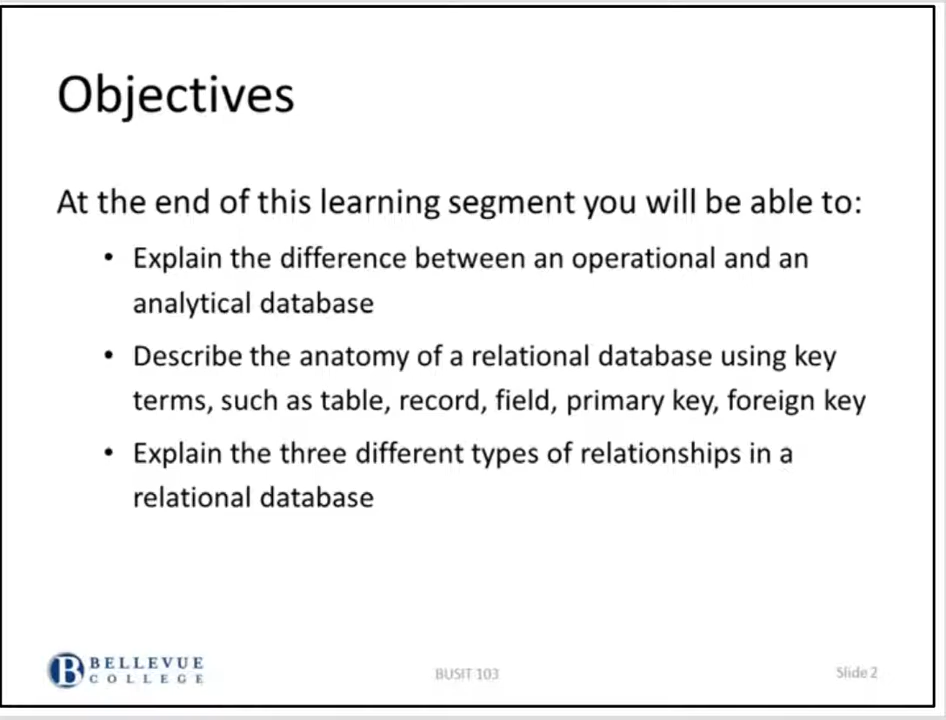 Objectives
At the end of this learning segment you will be able to:
• Explain the difference between an operational and an
analytical database
• Describe the anatomy of a relational database using key
terms, such as table, record, field, primary key, foreign key
• Explain the three different types of relationships in a
relational database
B BELLEVUE
COLLEGE
BUSIT 103
Slide 2